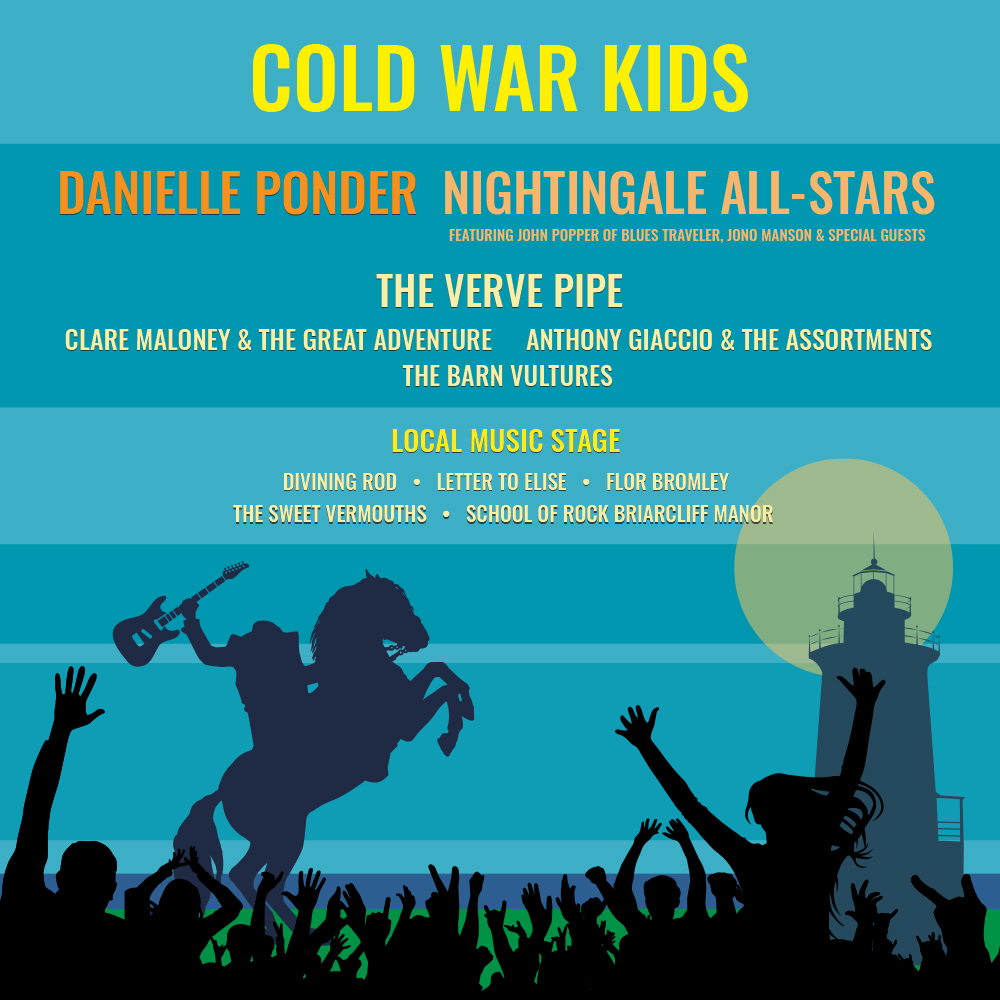 COLD WAR KIDS
DANIELLE PONDER NIGHTINGALE ALL-STARS
FEATURING JOHN POPPER OF BLUES TRAVELER, JONO MANSON & SPECIAL GUESTS
THE VERVE PIPE
CLARE MALONEY & THE GREAT ADVENTURE ANTHONY GIACCIO & THE ASSORTMENTS
THE BARN VULTURES
LOCAL MUSIC STAGE
DIVINING ROD • LETTER TO ELISE • FLOR BROMLEY
THE SWEET VERMOUTHS • SCHOOL OF ROCK BRIARCLIFF MANOR